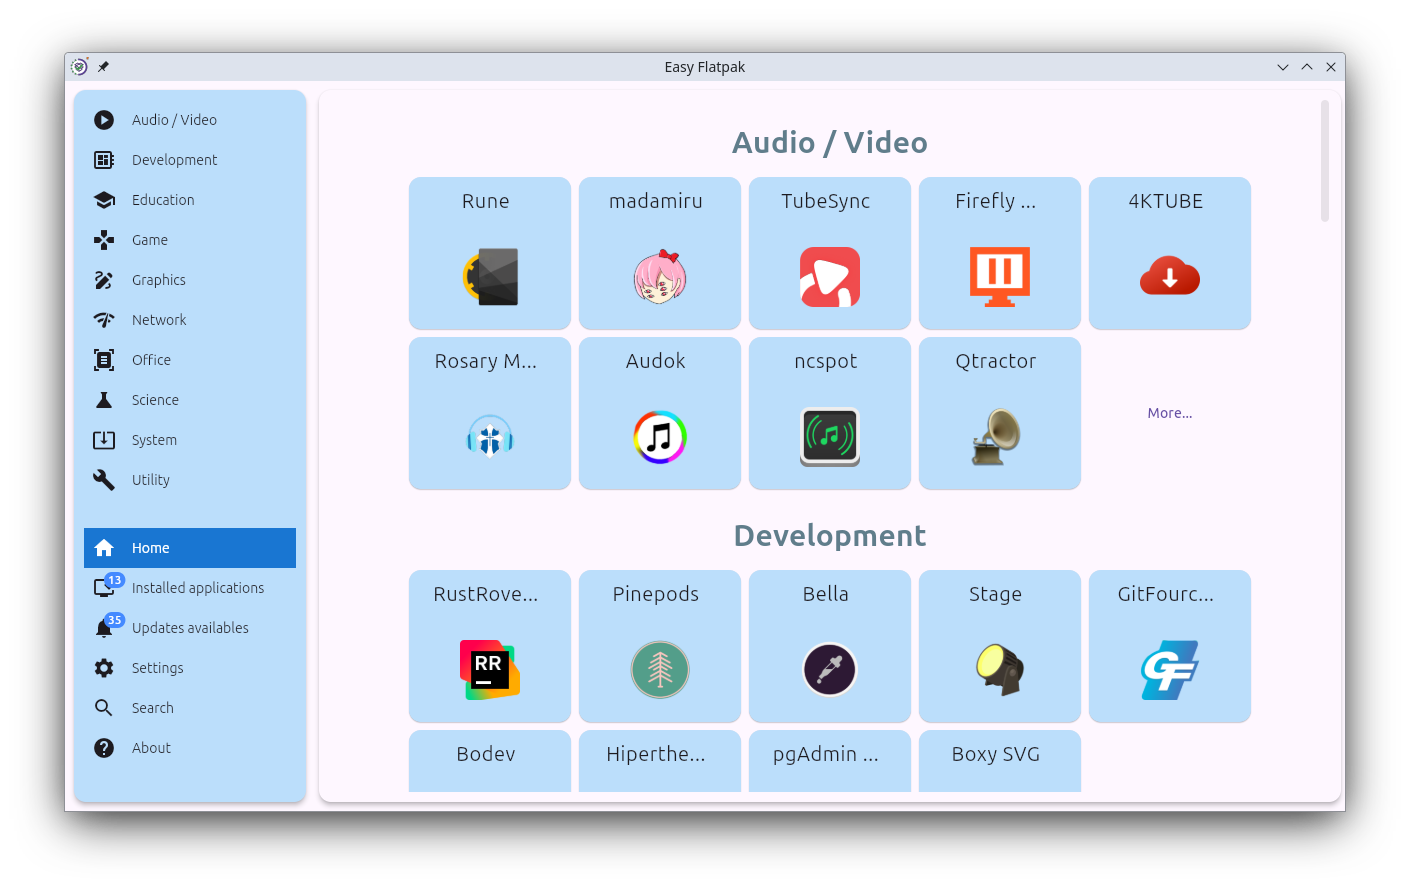 Easy Flatpak
Audio / Video
Development
Education
Game
Graphics
Network
Office
Science
System
Utility
Home
13
Installed applications
35
Updates availables
Settings
Search
About
Audio / Video
Rune
madamiru
TubeSync
Firefly ...
4KTUBE
Rosary M...
Audok
ncspot
Qtractor
More...
Development
RustRove...
Pinepods
Bella
Stage
GitFourc...
RR
GF
Bodev
Hiperthe...
pgAdmin ...
Boxy SVG